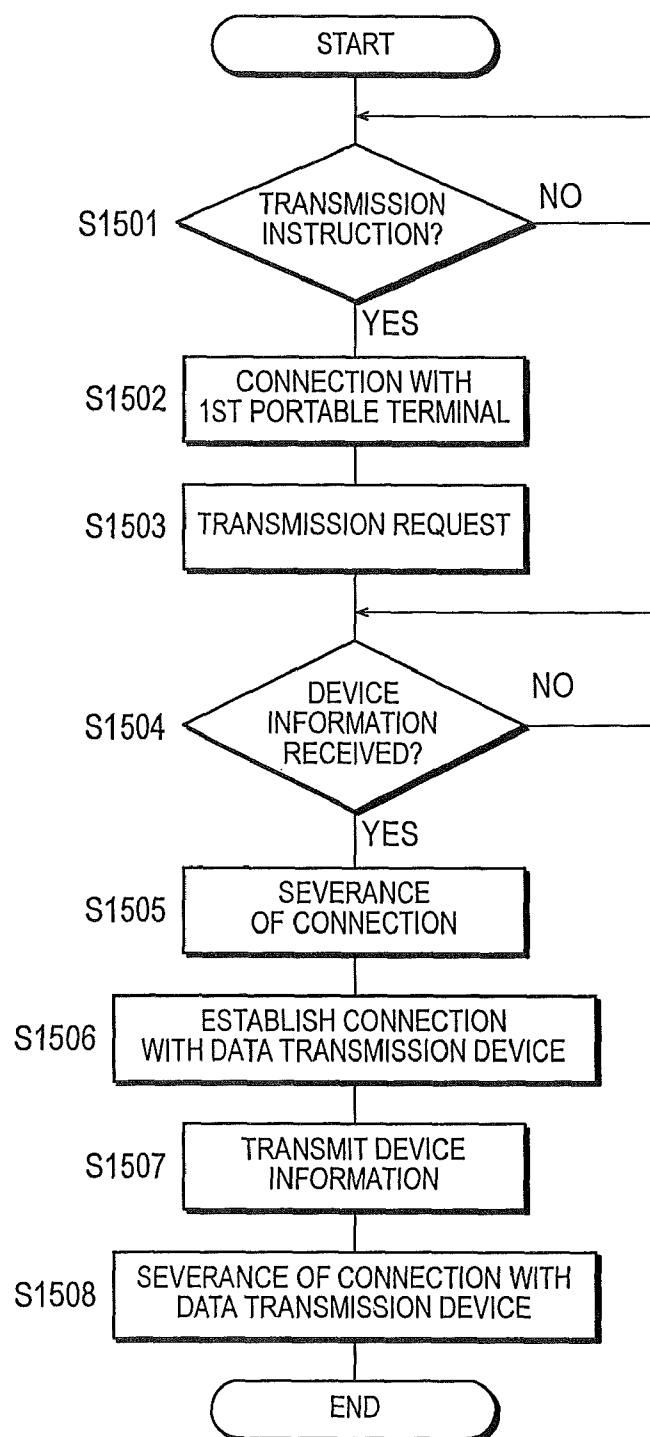 START
S1501
TRANSMISSION
INSTRUCTION?
NO
YES
S1502
CONNECTION WITH
1ST PORTABLE TERMINAL
S1503
TRANSMISSION REQUEST
S1504
DEVICE
INFORMATION
RECEIVED?
NO
YES
S1505
SEVERANCE
OF CONNECTION
S1506
ESTABLISH CONNECTION
WITH DATA TRANSMISSION DEVICE
S1507
TRANSMIT DEVICE
INFORMATION
S1508
SEVERANCE OF CONNECTION WITH
DATA TRANSMISSION DEVICE
END